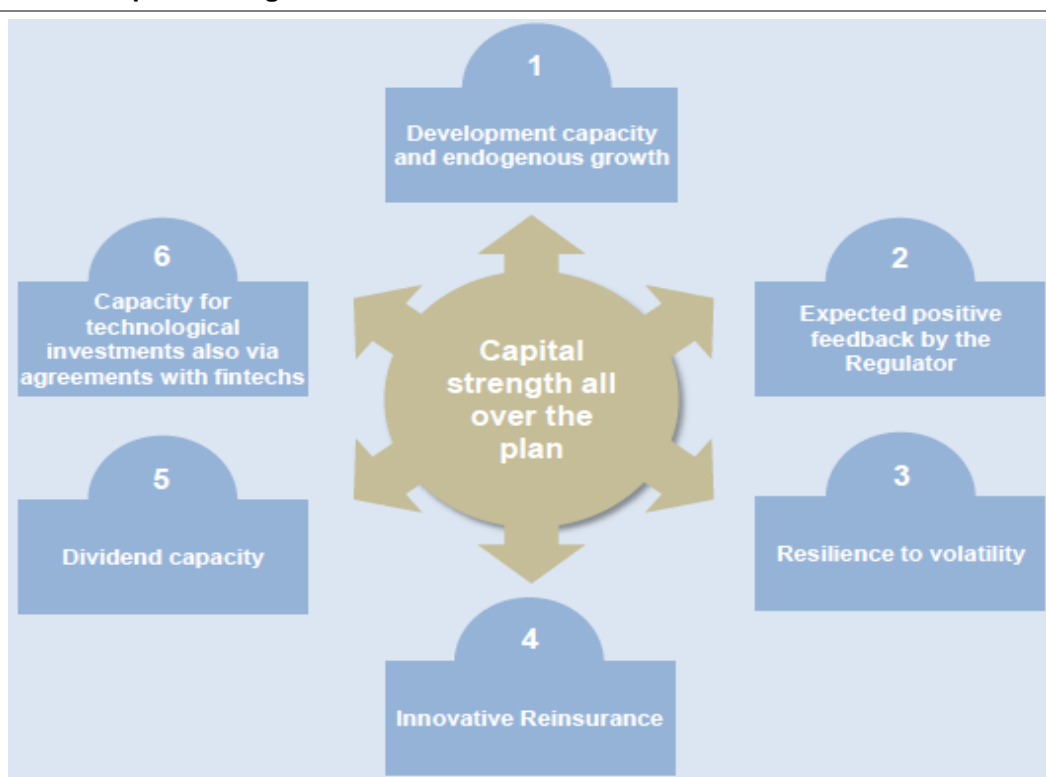 1
Development capacity
and endogenous growth
2
Expected positive
feedback by the
Regulator
3
Resilience to volatility
4
Innovative Reinsurance
5
Dividend capacity
6
Capacity for
technological
investments also via
agreements with fintechs
Capital
strength all
over the
plan